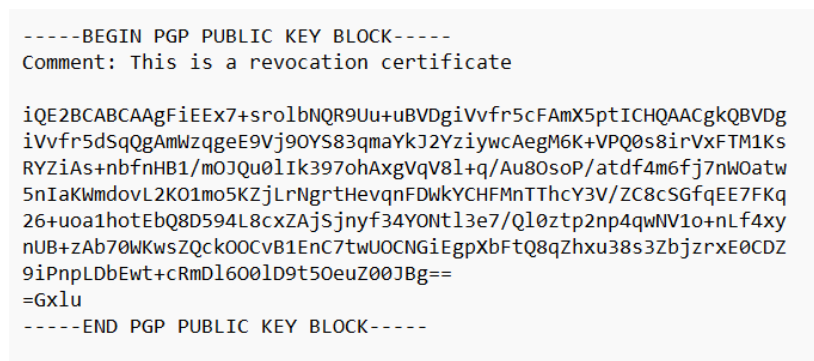 -----BEGIN PGP PUBLIC KEY BLOCK-----
Comment: This is a revocation certificate
iQE2BCABCAAgFiEEx7+srolbNQR9Uu+uBVDgiVvfr5cFAmX5ptICHQAACgkQBVDg
iVvfr5dSqQgAmWzqgeE9Vj9OYS83qmaYkJ2YziywcAegM6K+VPQ0s8irVxFTM1Ks
RYZiAs+nbfnHB1/mOJQu0lIk397ohAxgVqV8l+q/Au8OsoP/atdf4m6fj7nWOatw
5nIaKWmdovL2KO1mo5KZjLrNgrtHevqnFDWkYCHFMnTThcY3V/ZC8cSGfqEE7FKq
26+uoa1hotEbQ8D594L8cxZAjSjnyf34YONtl3e7/Ql0ztp2np4qwNV1o+nLf4xy
nUB+zAb70WKwsZQckOOCvB1EnC7twUOCNGiEgpXbFtQ8qZhxu38s3ZbjzrxE0CDZ
9iPnpLDbEwt+cRmDl6O0lD9t5OeuZ00JBg==
=Gxlu
-----END PGP PUBLIC KEY BLOCK-----